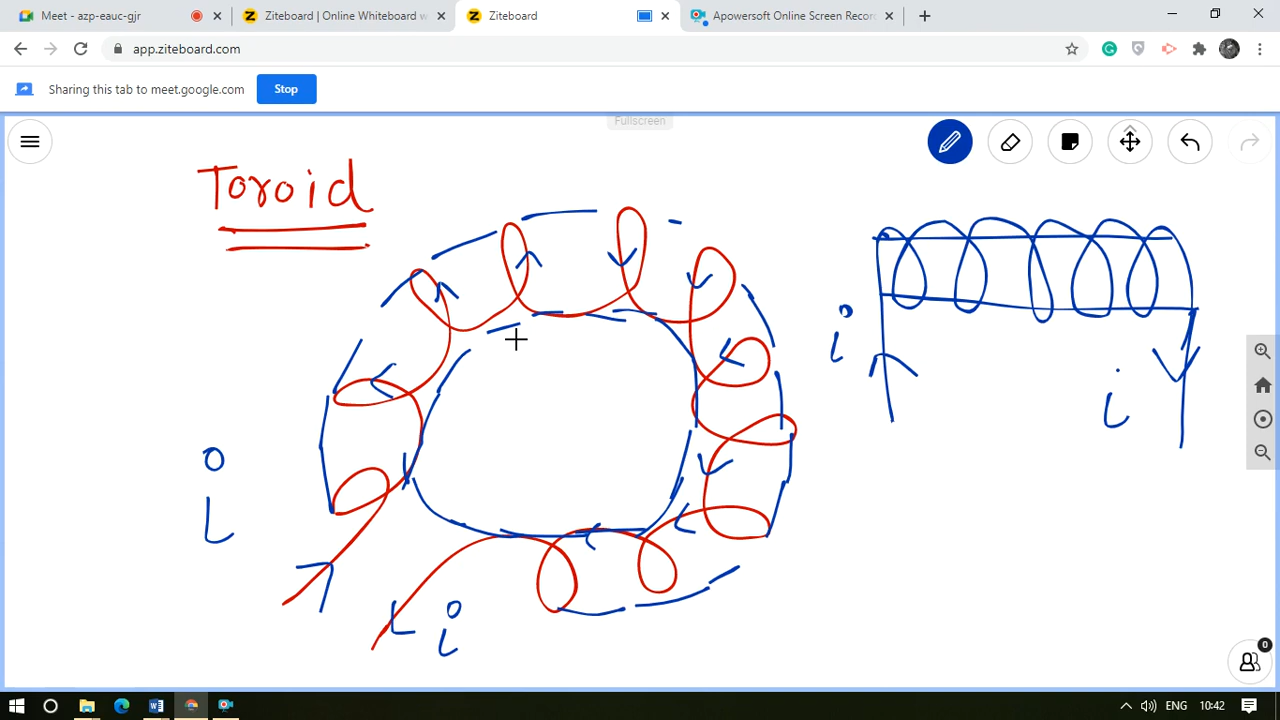 Meet - azp-eauc-gjr
Ziteboard | Online Whiteboard w
Ziteboard
Apowersoft Online Screen Recor
app.ziteboard.com
Sharing this tab to meet.google.com
Stop
Fullscreen
Toroid
i
i
i
i
0
ENG
10:42